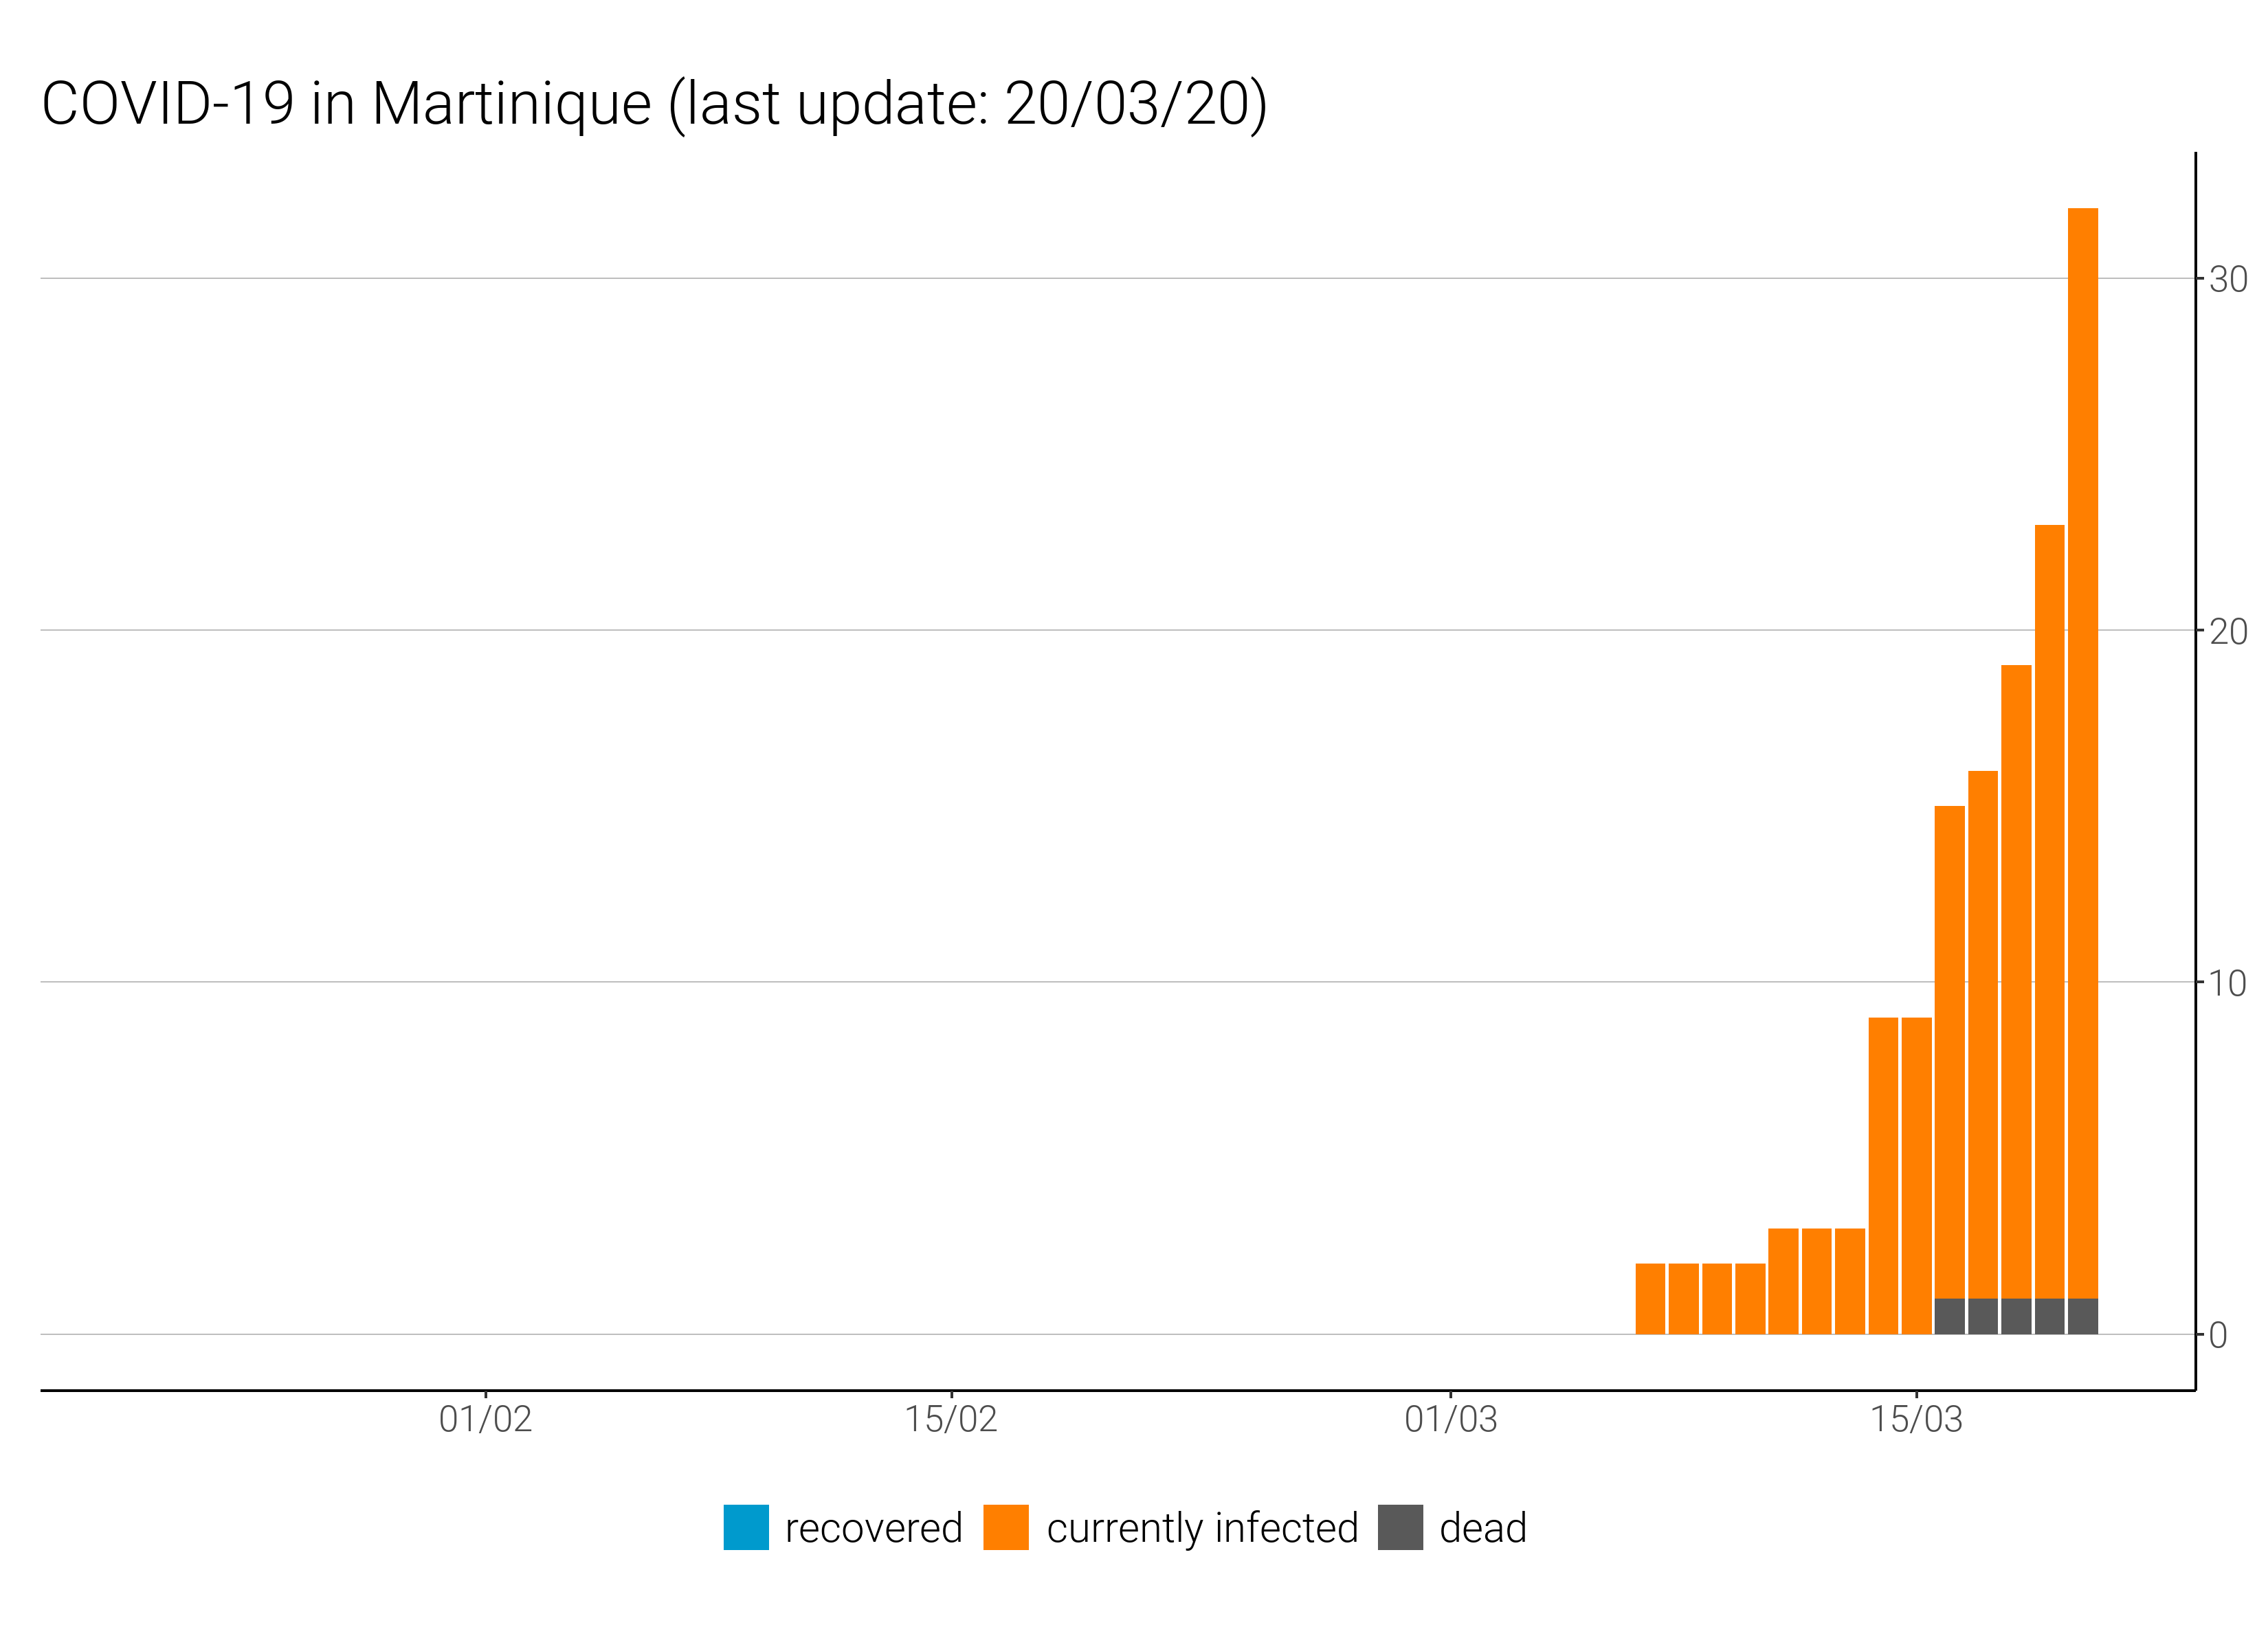 COVID-19 in Martinique (last update: 20/03/20)
30
20
10
0
01/02 15/02 01/03 15/03
recovered currently infected dead